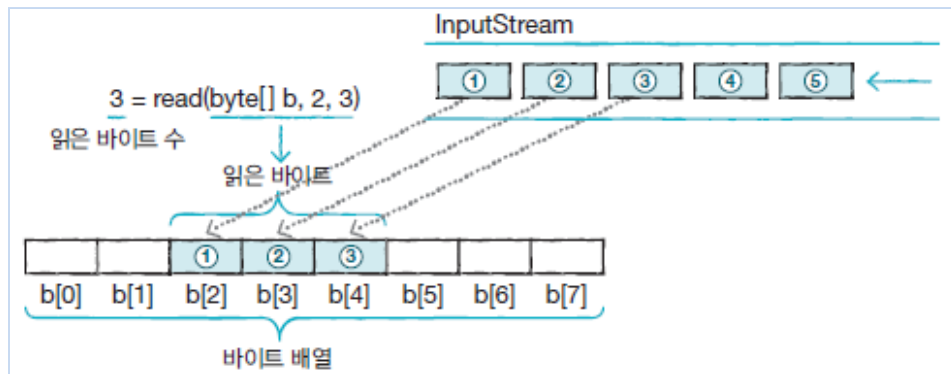 InputStream
① ② ③ ④ ⑤
3 = read(byte[] b, 2, 3)
읽은 바이트 수
읽은 바이트
① ② ③
b[0] b[1] b[2] b[3] b[4] b[5] b[6] b[7]
바이트 배열